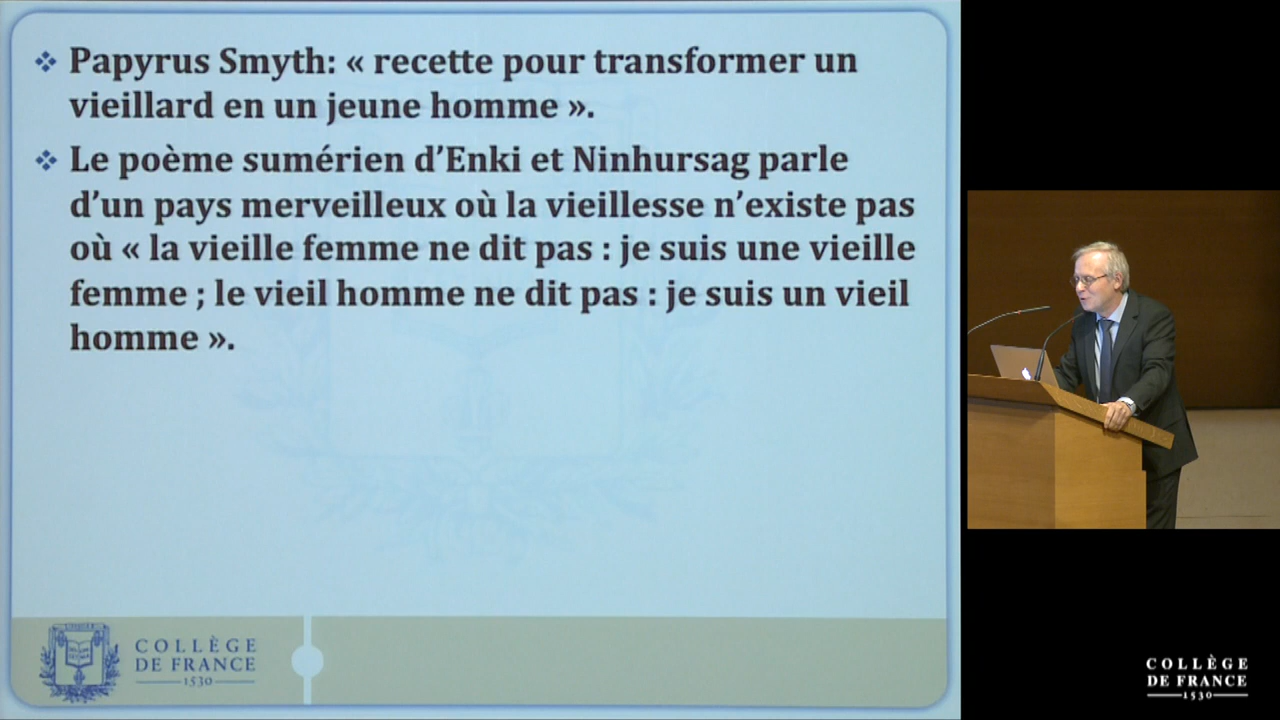 ❖ Papyrus Smyth: « recette pour transformer un
vieillard en un jeune homme ».
❖ Le poème sumérien d’Enki et Ninhursag parle
d’un pays merveilleux où la vieillesse n’existe pas
où « la vieille femme ne dit pas : je suis une vieille
femme ; le vieil homme ne dit pas : je suis un vieil
homme ».
COLLÈGE
DE FRANCE
1530
COLLÈGE
DE FRANCE
1530